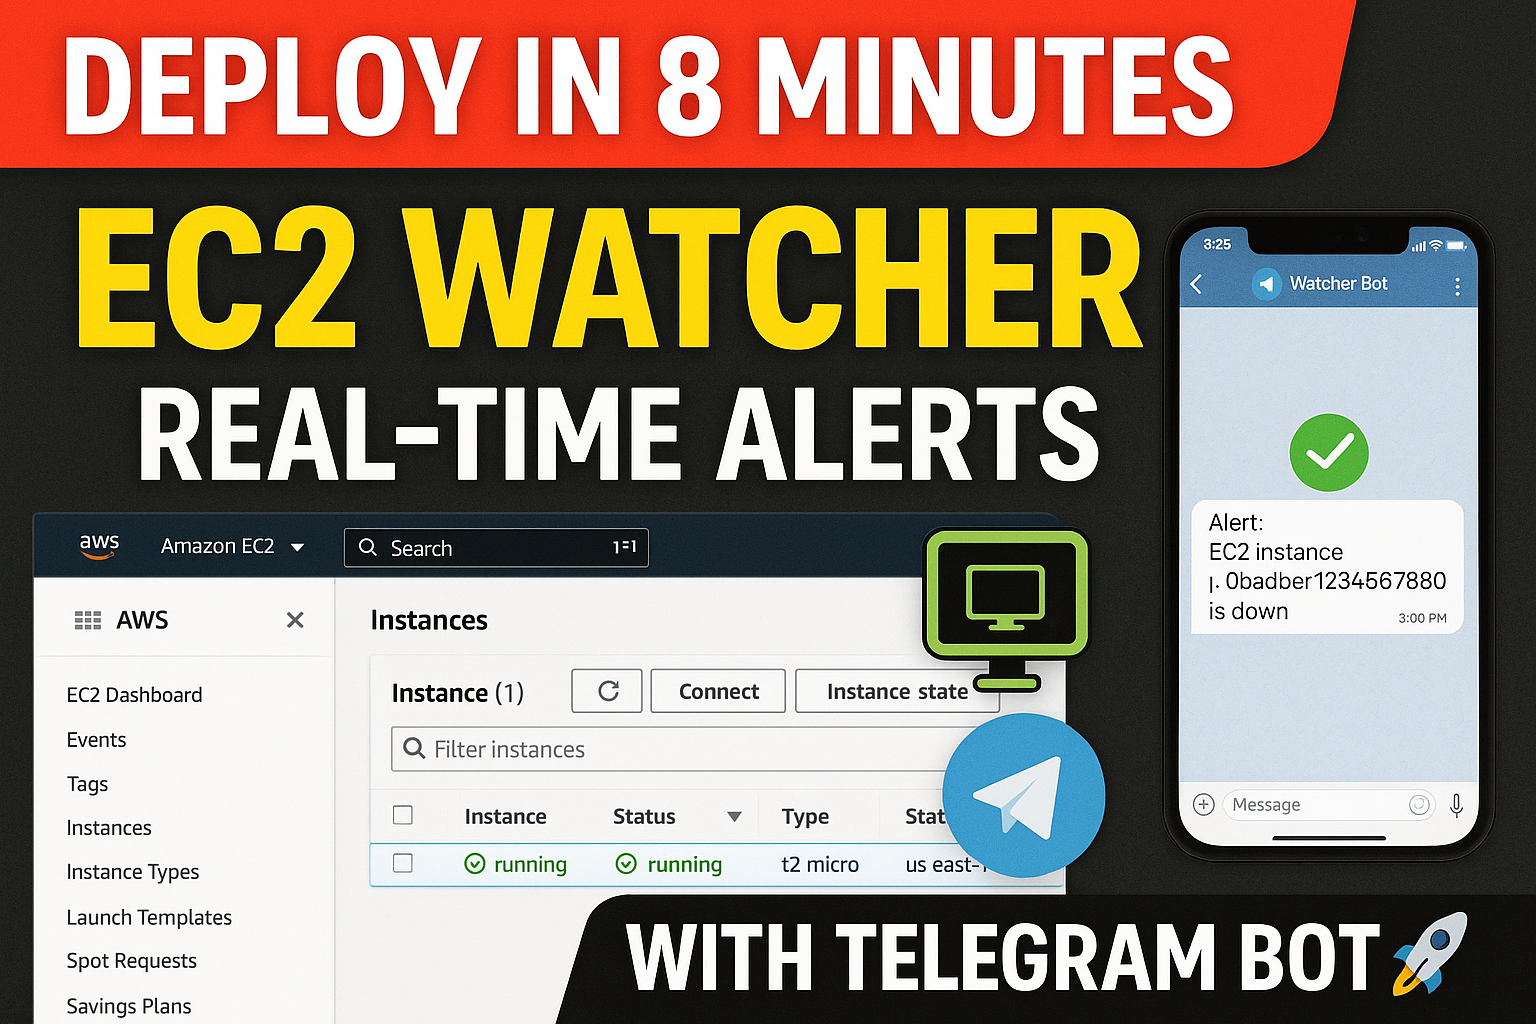 DEPLOY IN 8 MINUTES
EC2 WATCHER
REAL-TIME ALERTS
aws
Amazon EC2
Search
AWS
EC2 Dashboard
Events
Tags
Instances
Instance Types
Launch Templates
Spot Requests
Savings Plans
Instances
Instance (1)
Connect
Instance state
Filter instances
Instance Status Type Stat
running running t2 micro us east-
3:25
Watcher Bot
Alert:
EC2 instance
0badber1234567880
is down
3:00 PM
Message
WITH TELEGRAM BOT